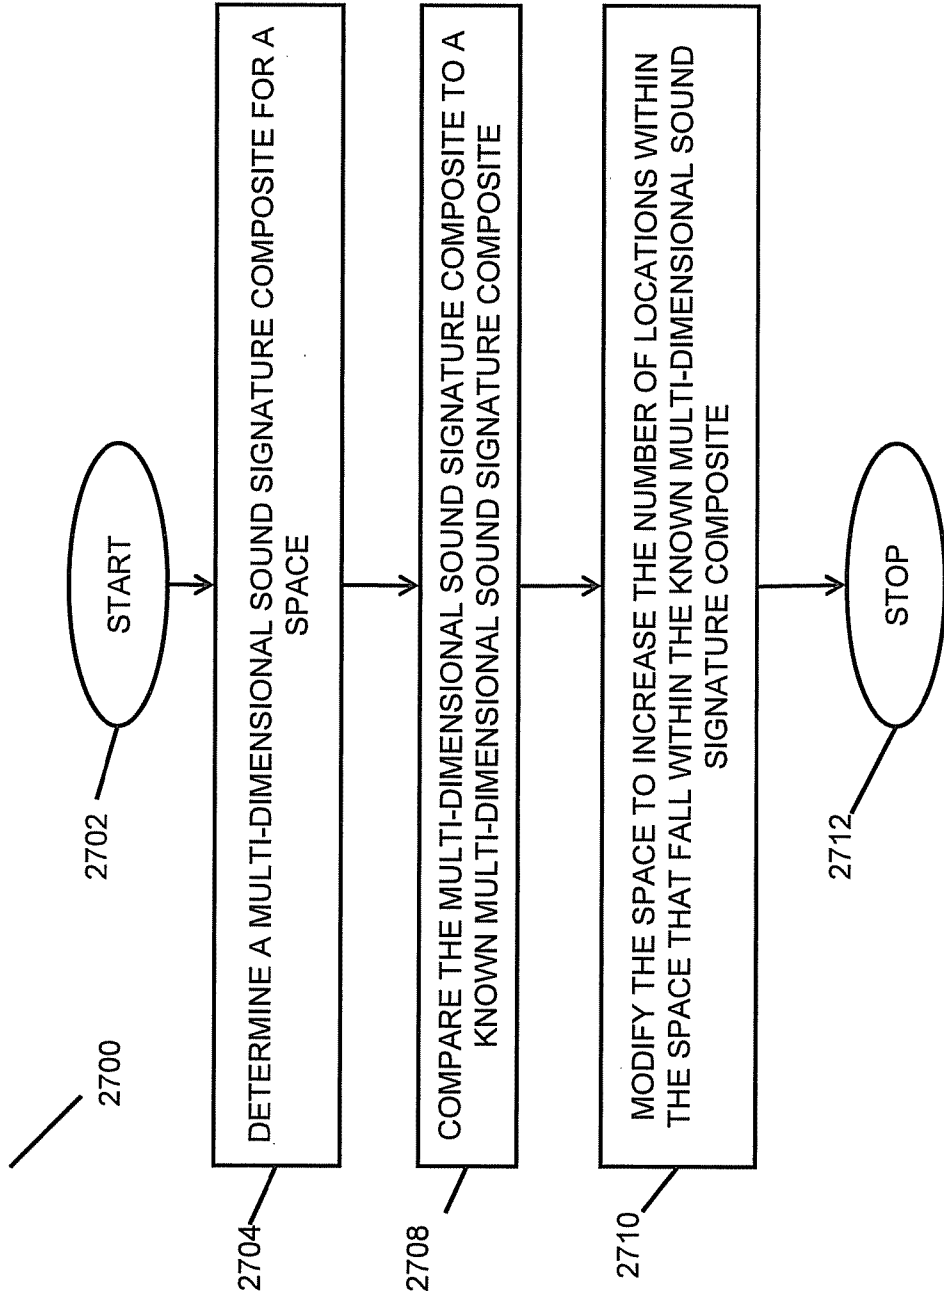 2700
2702
START
2704
DETERMINE A MULTI-DIMENSIONAL SOUND SIGNATURE COMPOSITE FOR A
SPACE
2708
COMPARE THE MULTI-DIMENSIONAL SOUND SIGNATURE COMPOSITE TO A
KNOWN MULTI-DIMENSIONAL SOUND SIGNATURE COMPOSITE
2710
MODIFY THE SPACE TO INCREASE THE NUMBER OF LOCATIONS WITHIN
THE SPACE THAT FALL WITHIN THE KNOWN MULTI-DIMENSIONAL SOUND
SIGNATURE COMPOSITE
2712
STOP